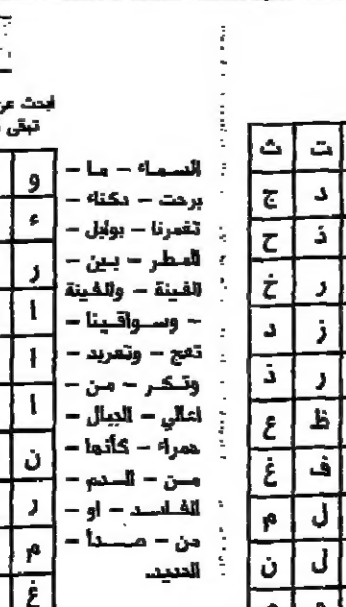 ابحث عن
تبقى
السماء – ما –
برحت – دكناء –
تغمرنا – بوابل –
المطر – بين –
الفينة – والفينة
– وسواقينا –
تعج – وتعربد –
وتكر – من –
اعالي – الجبال –
حمراء – كأنها –
من – الدم –
الفاسد – او –
من – صدأ –
الحديد.
و
ء
ر
ا
ا
ا
ن
ر
م
غ
ت ث
د ج
ذ ح
ر خ
ز د
ر ذ
ظ ع
ف غ
ل م
ل ن